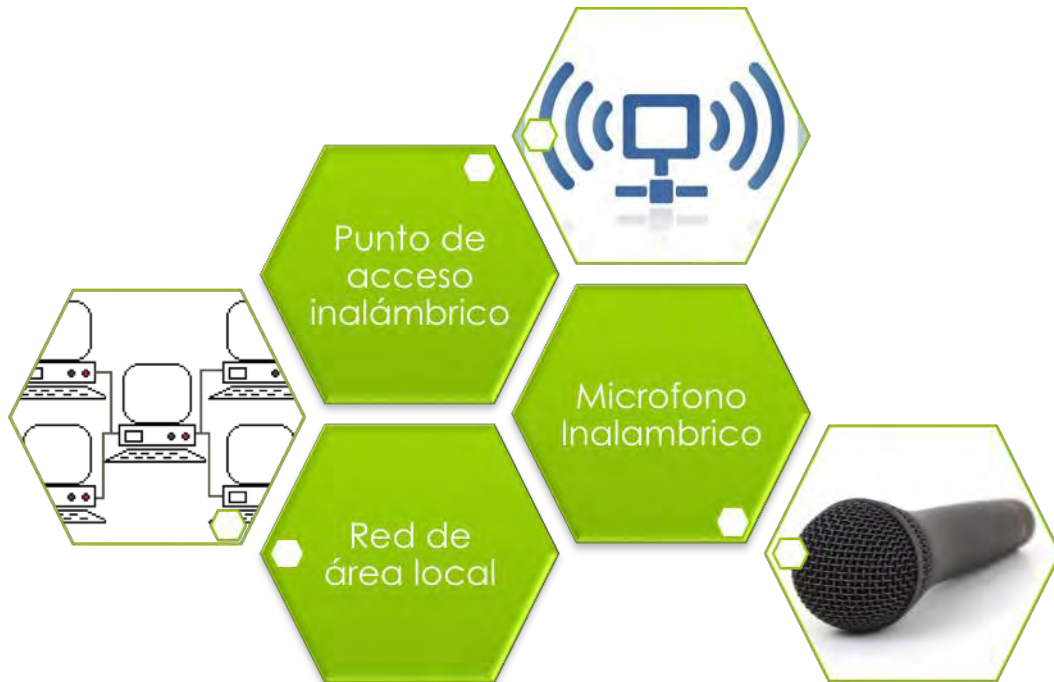 Punto de
acceso
inalámbrico
Microfono
Inalambrico
Red de
área local